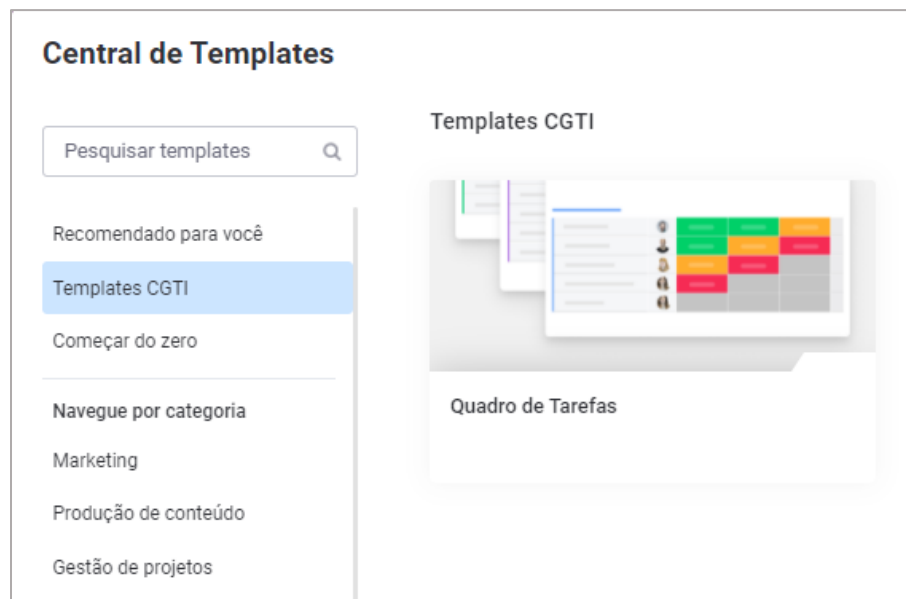 Central de Templates
Pesquisar templates
Recomendado para você
Templates CGTI
Começar do zero
Navegue por categoria
Marketing
Produção de conteúdo
Gestão de projetos
Templates CGTI
Quadro de Tarefas